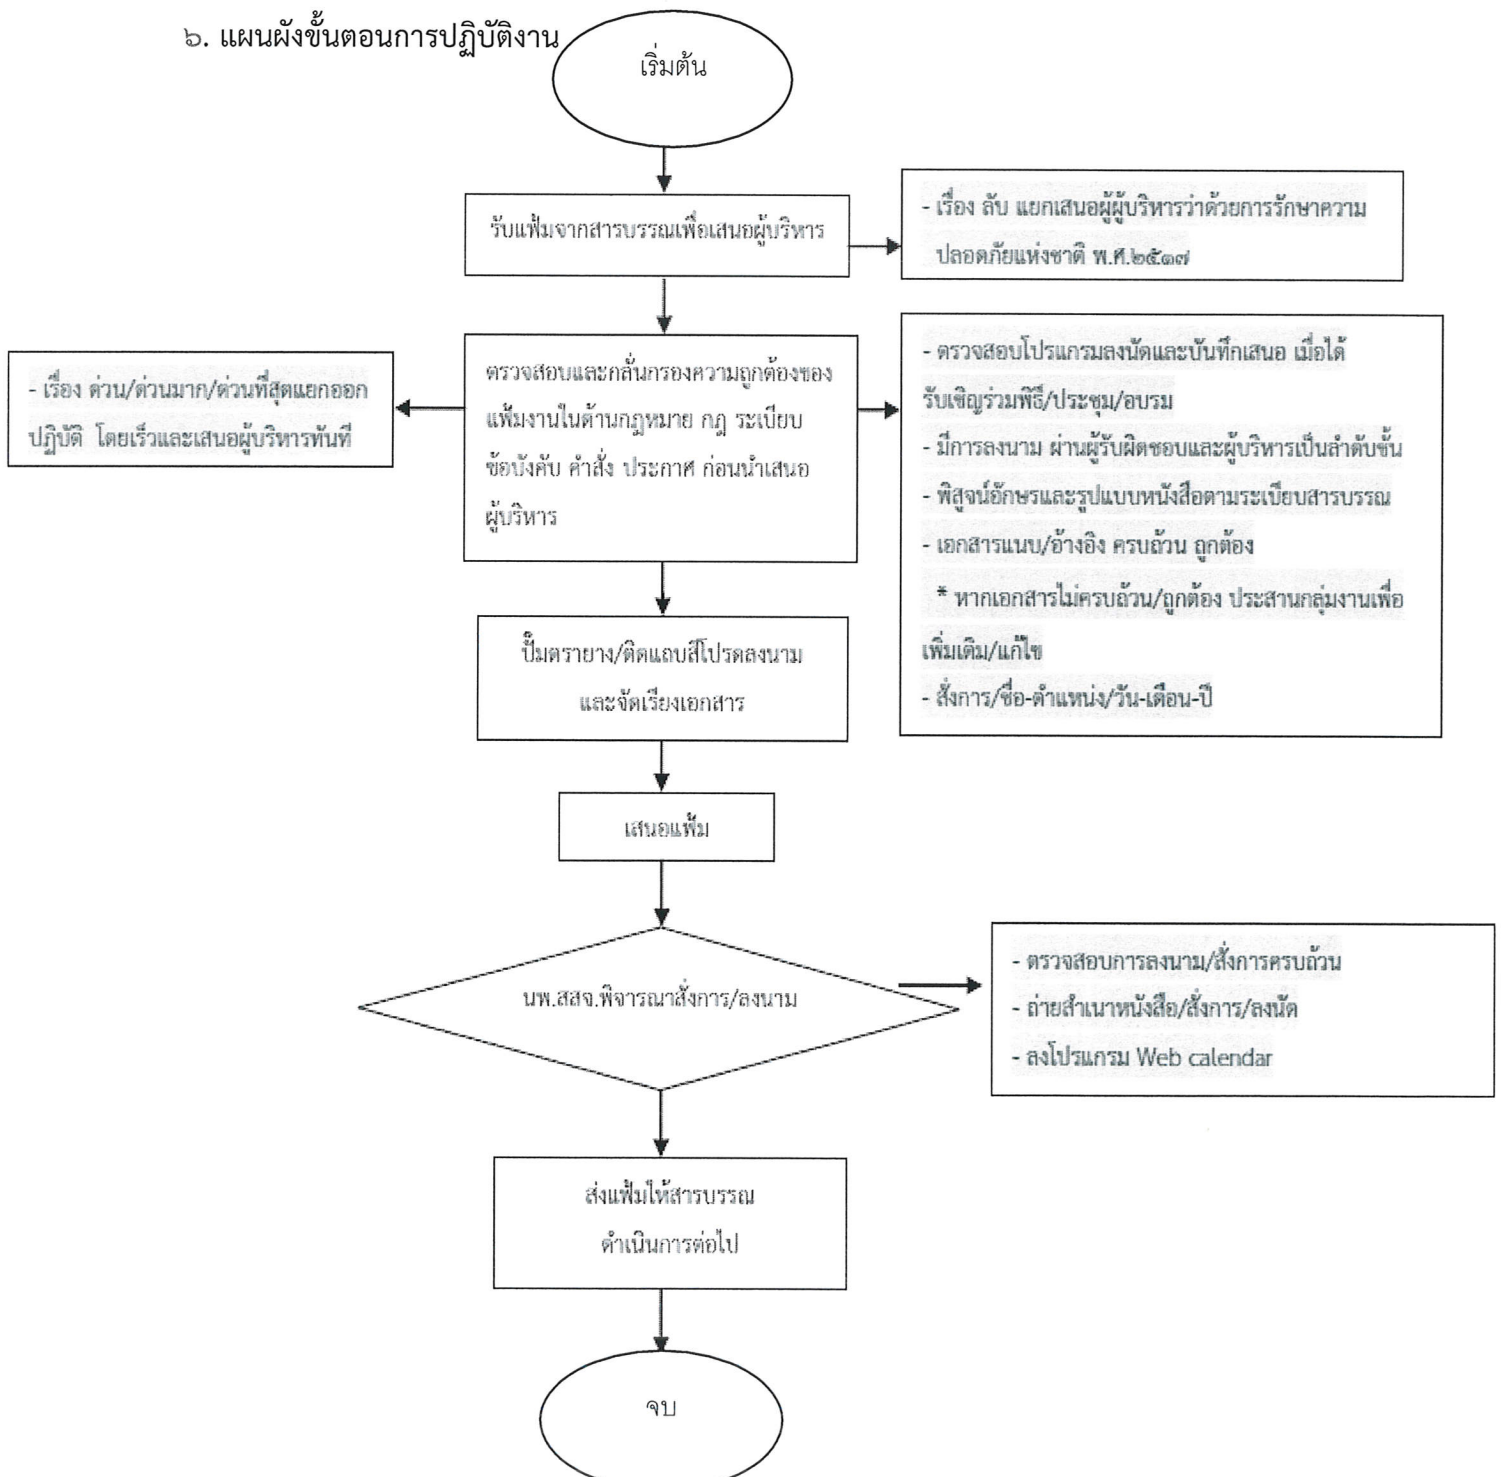 ๖. แผนผังขั้นตอนการปฏิบัติงาน
เริ่มต้น
รับแฟ้มจากสารบรรณเพื่อเสนอผู้บริหาร
- เรื่อง ลับ แยกเสนอผู้ผู้บริหารว่าด้วยการรักษาความ
ปลอดภัยแห่งชาติ พ.ศ.๒๕๑๗
- เรื่อง ด่วน/ด่วนมาก/ด่วนที่สุดแยกออก
ปฏิบัติ โดยเร็วและเสนอผู้บริหารทันที
ตรวจสอบและกลั่นกรองความถูกต้องของ
แฟ้มงานในด้านกฎหมาย กฎ ระเบียบ
ข้อบังคับ คำสั่ง ประกาศ ก่อนนำเสนอ
ผู้บริหาร
- ตรวจสอบโปรแกรมลงนัดและบันทึกเสนอ เมื่อได้
รับเชิญร่วมพิธี/ประชุม/อบรม
- มีการลงนาม ผ่านผู้รับผิดชอบและผู้บริหารเป็นลำดับขั้น
- พิสูจน์อักษรและรูปแบบหนังสือตามระเบียบสารบรรณ
- เอกสารแนบ/อ้างอิง ครบถ้วน ถูกต้อง
* หากเอกสารไม่ครบถ้วน/ถูกต้อง ประสานกลุ่มงานเพื่อ
เพิ่มเติม/แก้ไข
- สั่งการ/ชื่อ-ตำแหน่ง/วัน-เดือน-ปี
ปั๊มตรายาง/ติดแถบสีโปรดลงนาม
และจัดเรียงเอกสาร
เสนอแฟ้ม
นพ.สสจ.พิจารณาสั่งการ/ลงนาม
- ตรวจสอบการลงนาม/สั่งการครบถ้วน
- ถ่ายสำเนาหนังสือ/สั่งการ/ลงนัด
- ลงโปรแกรม Web calendar
ส่งแฟ้มให้สารบรรณ
ดำเนินการต่อไป
จบ